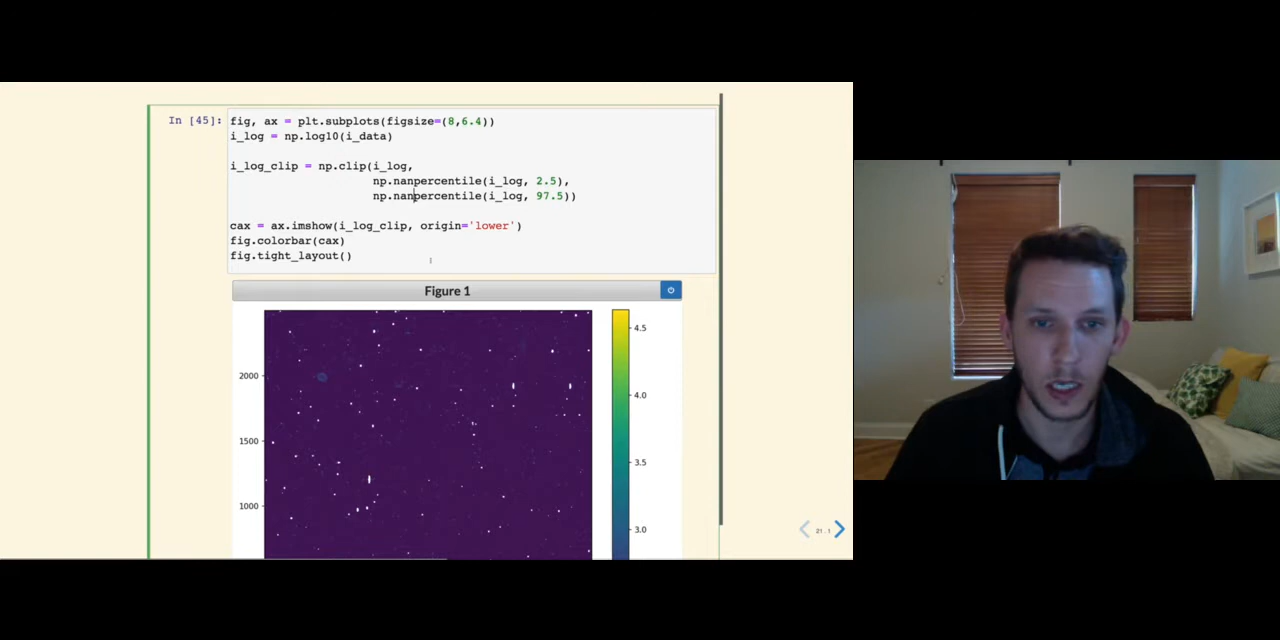 In [45]:
fig, ax = plt.subplots(figsize=(8,6.4))
i_log = np.log10(i_data)
i_log_clip = np.clip(i_log,
np.nanpercentile(i_log, 2.5),
np.nanpercentile(i_log, 97.5))
cax = ax.imshow(i_log_clip, origin='lower')
fig.colorbar(cax)
fig.tight_layout()
Figure 1
4.5
2000
4.0
1500
3.5
1000
3.0
21.1